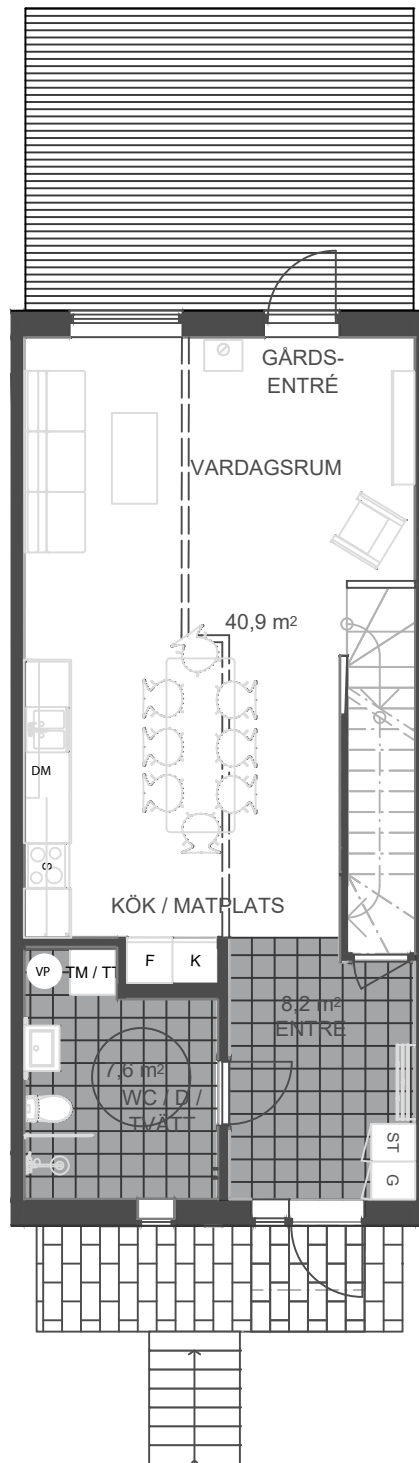 GÅRDS-
ENTRÉ
VARDAGSRUM
40,9 m²
DM
S
KÖK / MATPLATS
F
K
VP
TM / TT
8,2 m²
ENTRÉ
7,6 m²
WC / D /
TVÄTT
ST
G